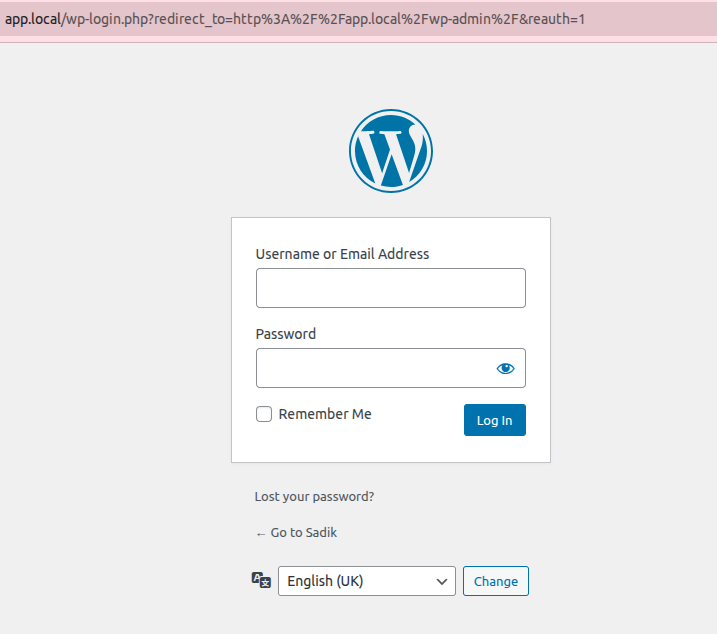 app.local/wp-login.php?redirect_to=http%3A%2F%2Fapp.local%2Fwp-admin%2F&reauth=1
Username or Email Address
Password
Remember Me
Log In
Lost your password?
← Go to Sadik
English (UK)
Change